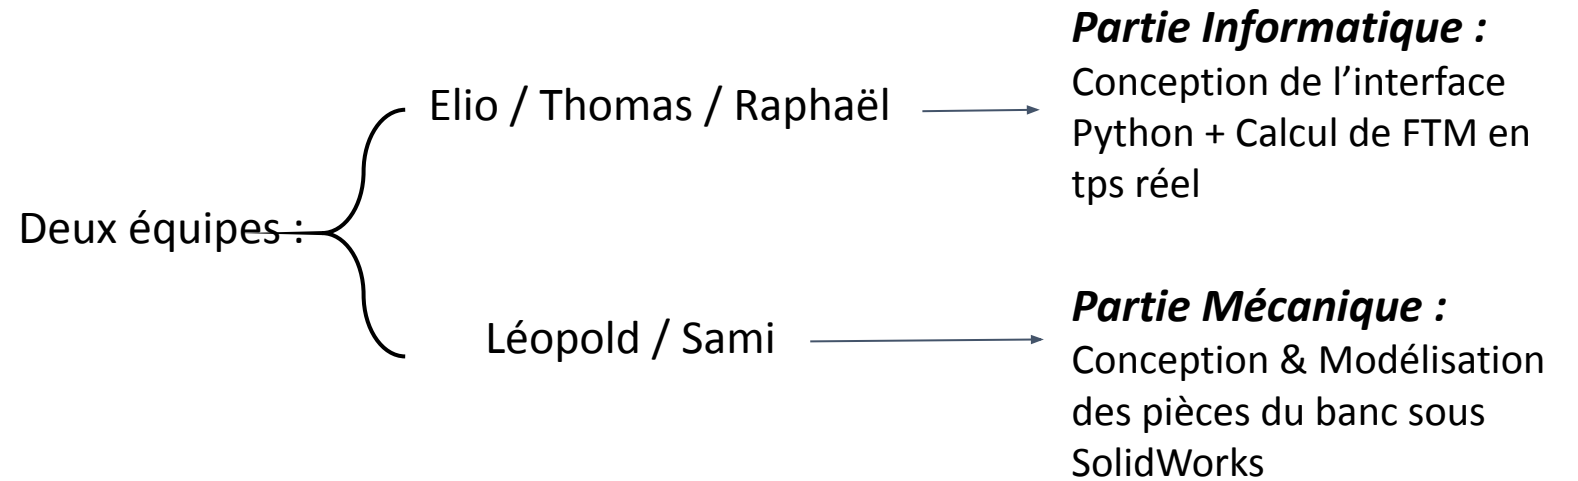 Deux équipes :
Elio / Thomas / Raphaël
Partie Informatique :
Conception de l’interface
Python + Calcul de FTM en
tps réel
Léopold / Sami
Partie Mécanique :
Conception & Modélisation
des pièces du banc sous
SolidWorks